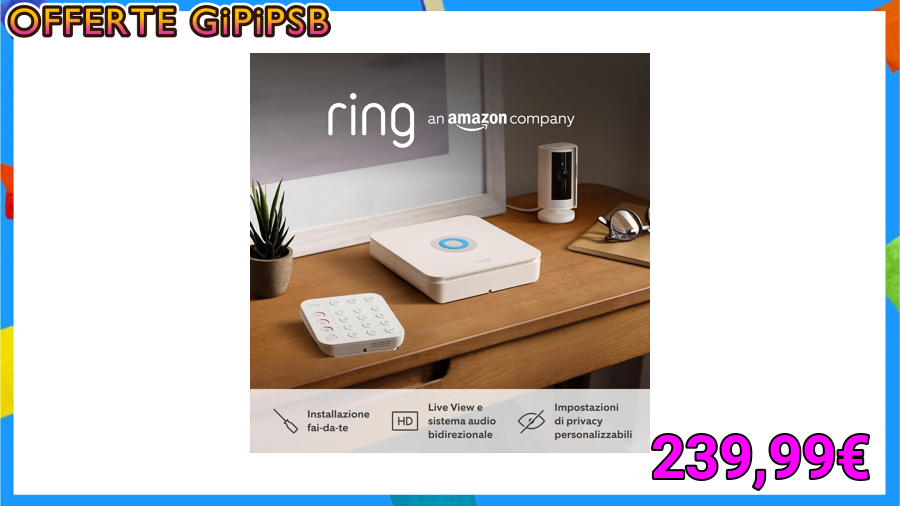 OFFERTE GiPiPSB
ring an amazon company
Installazione
fai-da-te
HD
Live View e
sistema audio
bidirezionale
Impostazioni
di privacy
personalizzabili
239,99€